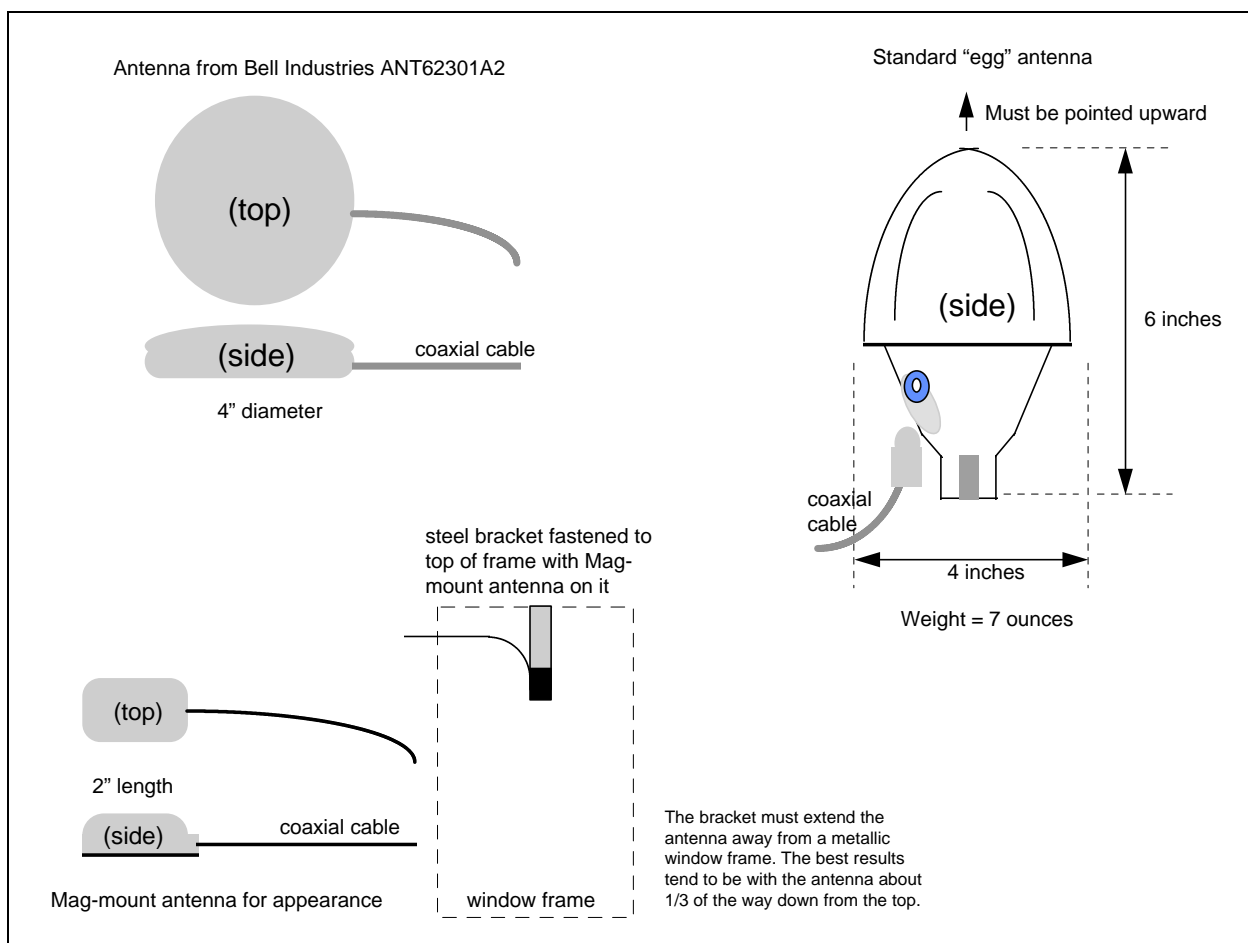 Antenna from Bell Industries ANT62301A2
(top)
(side)
coaxial cable
4” diameter
Standard “egg” antenna
Must be pointed upward
(side)
6 inches
coaxial
cable
4 inches
Weight = 7 ounces
steel bracket fastened to
top of frame with Mag-
mount antenna on it
(top)
2” length
(side)
coaxial cable
Mag-mount antenna for appearance
window frame
The bracket must extend the
antenna away from a metallic
window frame. The best results
tend to be with the antenna about
1/3 of the way down from the top.